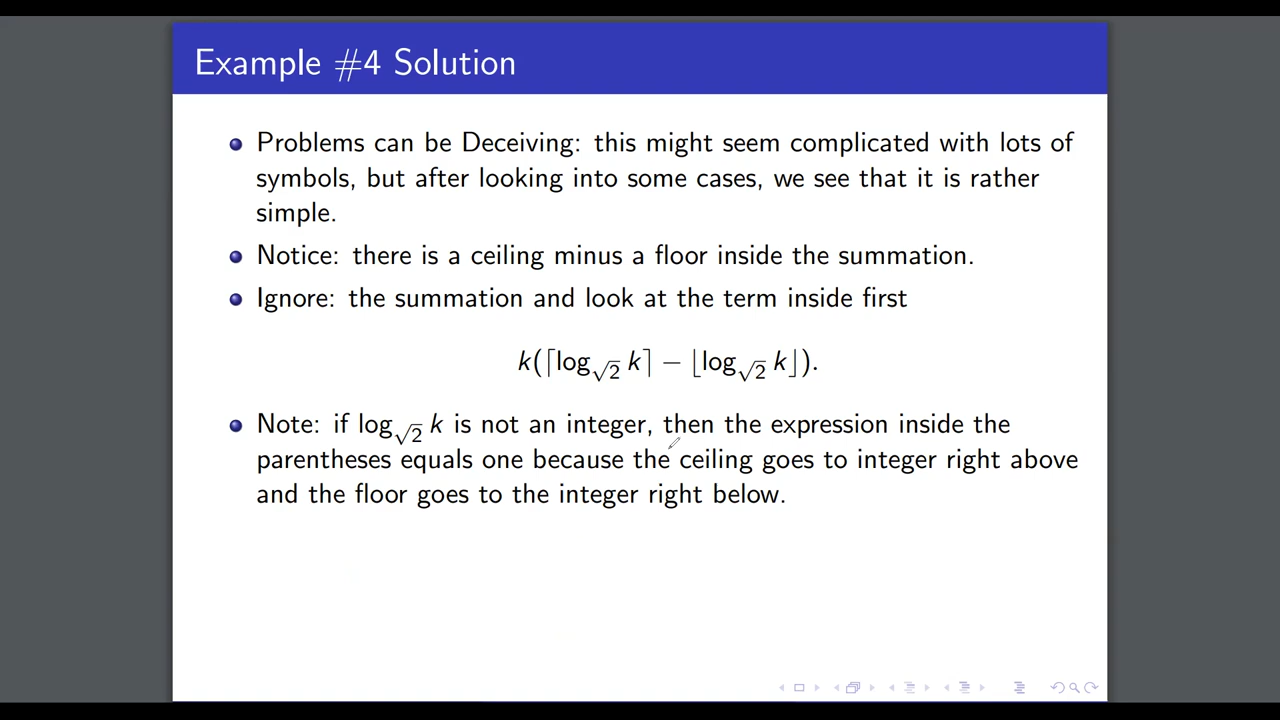 Example #4 Solution
Problems can be Deceiving: this might seem complicated with lots of
symbols, but after looking into some cases, we see that it is rather
simple.
Notice: there is a ceiling minus a floor inside the summation.
Ignore: the summation and look at the term inside first
k(⌈log_√2 k⌉ − ⌊log_√2 k⌋).
Note: if log_√2 k is not an integer, then the expression inside the
parentheses equals one because the ceiling goes to integer right above
and the floor goes to the integer right below.